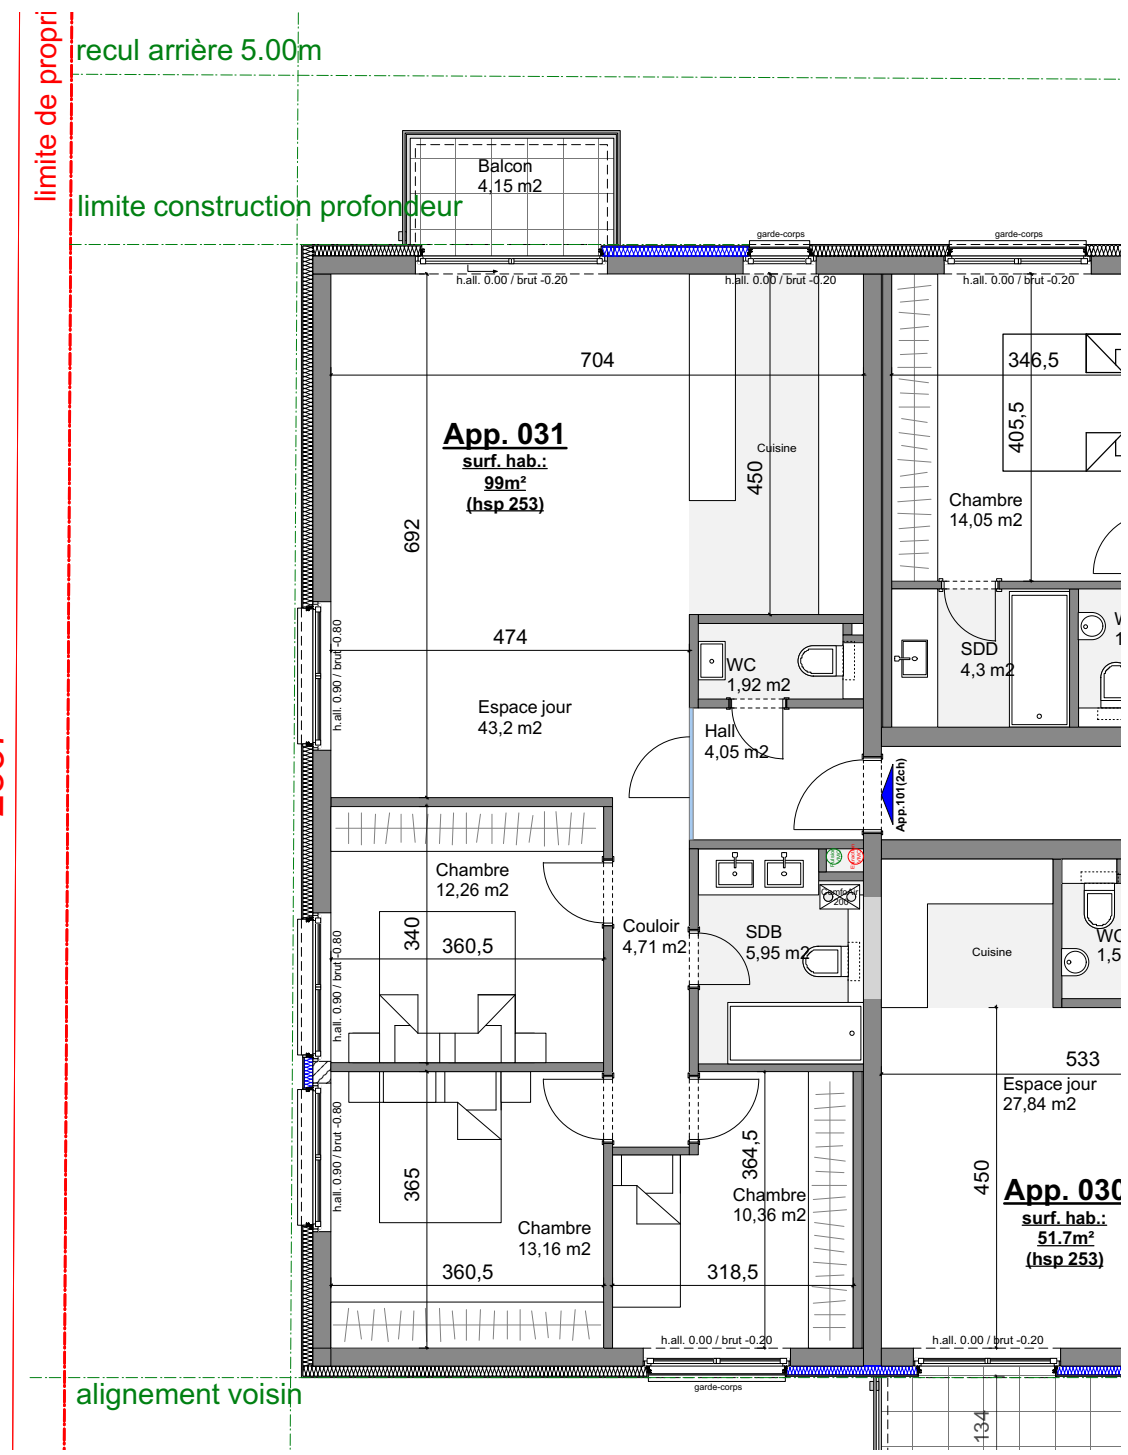 limite de propri
recul arrière 5.00m
Balcon
4,15 m2
limite construction profondeur
garde-corps
garde-corps
h.all. 0.00 / brut -0.20
h.all. 0.00 / brut -0.20
h.all. 0.00 / brut -0.20
704
346,5
App. 031
surf. hab.:
99m²
(hsp 253)
Cuisine
450
405,5
Chambre
14,05 m2
692
474
h.all. 0.90 / brut -0.80
WC
1,92 m2
SDD
4,3 m2
Espace jour
43,2 m2
Hall
4,05 m2
App.101(2ch)
Chambre
12,26 m2
340
360,5
h.all. 0.90 / brut -0.80
Couloir
4,71 m2
SDB
5,95 m2
Cuisine
WC
1,5
533
Espace jour
27,84 m2
h.all. 0.90 / brut -0.80
365
364,5
450
Chambre
10,36 m2
App. 030
surf. hab.:
51.7m²
(hsp 253)
Chambre
13,16 m2
360,5
318,5
h.all. 0.00 / brut -0.20
h.all. 0.00 / brut -0.20
garde-corps
alignement voisin
134